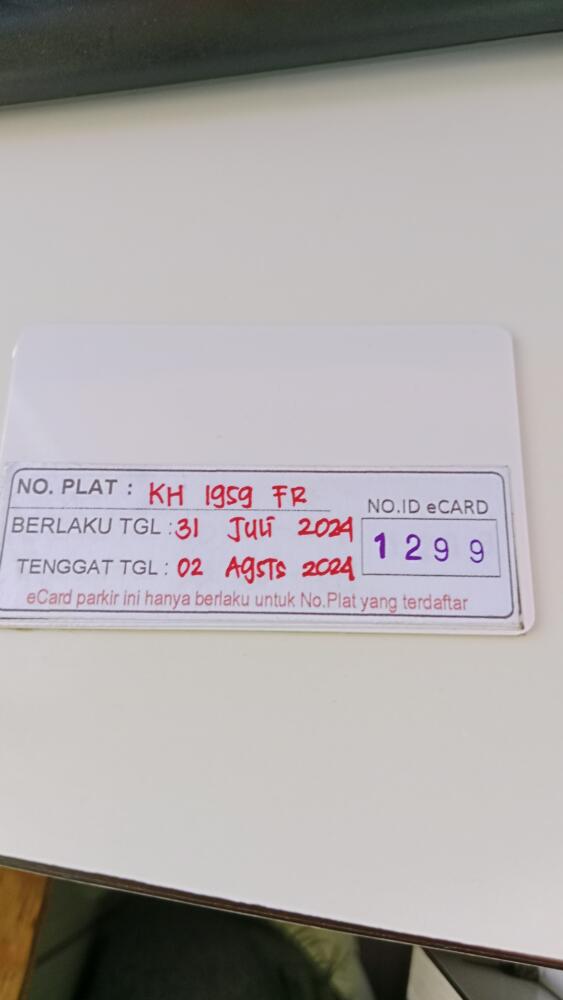 NO. PLAT : KH 1959 FR
NO.ID eCARD
BERLAKU TGL : 31 Juli 2024
1299
TENGGAT TGL : 02 Agsts 2024
eCard parkir ini hanya berlaku untuk No.Plat yang terdaftar